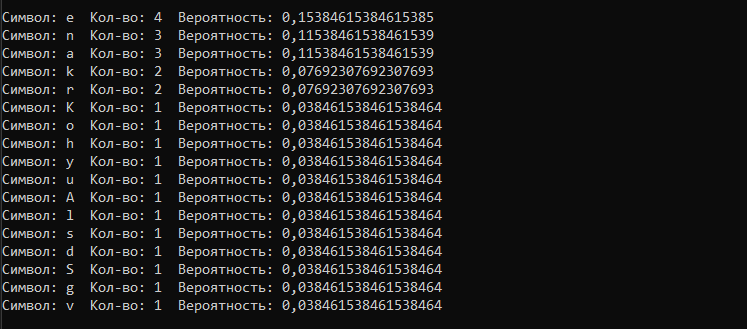 Символ: e  Кол-во: 4  Вероятность: 0,15384615384615385
Символ: n  Кол-во: 3  Вероятность: 0,11538461538461539
Символ: a  Кол-во: 3  Вероятность: 0,11538461538461539
Символ: k  Кол-во: 2  Вероятность: 0,07692307692307693
Символ: r  Кол-во: 2  Вероятность: 0,07692307692307693
Символ: K  Кол-во: 1  Вероятность: 0,038461538461538464
Символ: o  Кол-во: 1  Вероятность: 0,038461538461538464
Символ: h  Кол-во: 1  Вероятность: 0,038461538461538464
Символ: y  Кол-во: 1  Вероятность: 0,038461538461538464
Символ: u  Кол-во: 1  Вероятность: 0,038461538461538464
Символ: A  Кол-во: 1  Вероятность: 0,038461538461538464
Символ: l  Кол-во: 1  Вероятность: 0,038461538461538464
Символ: s  Кол-во: 1  Вероятность: 0,038461538461538464
Символ: d  Кол-во: 1  Вероятность: 0,038461538461538464
Символ: S  Кол-во: 1  Вероятность: 0,038461538461538464
Символ: g  Кол-во: 1  Вероятность: 0,038461538461538464
Символ: v  Кол-во: 1  Вероятность: 0,038461538461538464